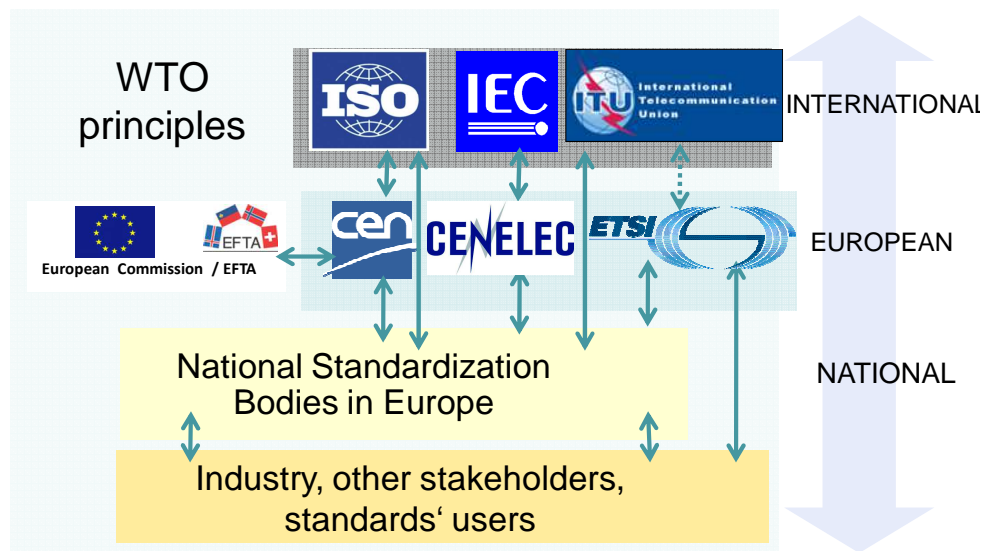 WTO
principles
ISO
IEC
ITU
International
Telecommunication
Union
INTERNATIONAL
European Commission / EFTA
EFTA
cen
CENELEC
ETSI
EUROPEAN
National Standardization
Bodies in Europe
NATIONAL
Industry, other stakeholders,
standards‘ users